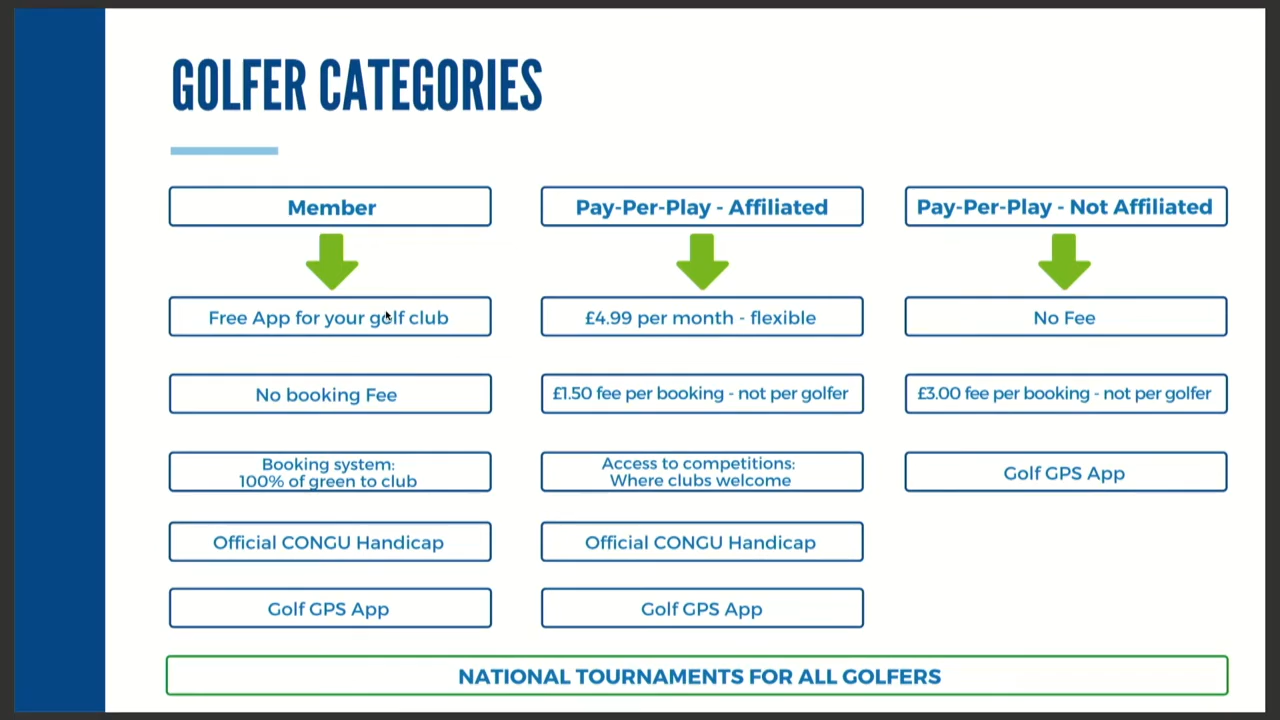 GOLFER CATEGORIES
Member
Pay-Per-Play - Affiliated
Pay-Per-Play - Not Affiliated
Free App for your golf club
£4.99 per month - flexible
No Fee
No booking Fee
£1.50 fee per booking - not per golfer
£3.00 fee per booking - not per golfer
Booking system:
100% of green to club
Access to competitions:
Where clubs welcome
Golf GPS App
Official CONGU Handicap
Official CONGU Handicap
Golf GPS App
Golf GPS App
NATIONAL TOURNAMENTS FOR ALL GOLFERS